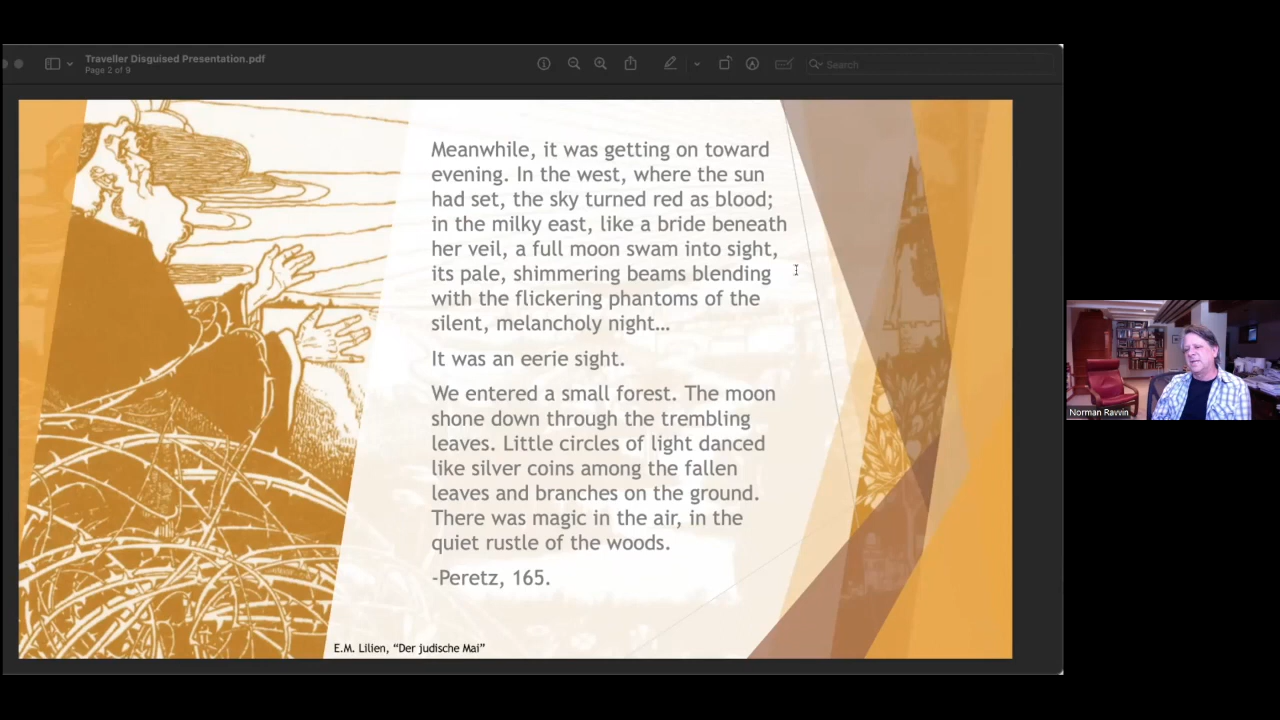 Traveller Disguised Presentation.pdf
Page 2 of 9
Search
Meanwhile, it was getting on toward
evening. In the west, where the sun
had set, the sky turned red as blood;
in the milky east, like a bride beneath
her veil, a full moon swam into sight,
its pale, shimmering beams blending
with the flickering phantoms of the
silent, melancholy night…
It was an eerie sight.
We entered a small forest. The moon
shone down through the trembling
leaves. Little circles of light danced
like silver coins among the fallen
leaves and branches on the ground.
There was magic in the air, in the
quiet rustle of the woods.
-Peretz, 165.
E.M. Lilien, “Der judische Mai”
Norman Ravvin